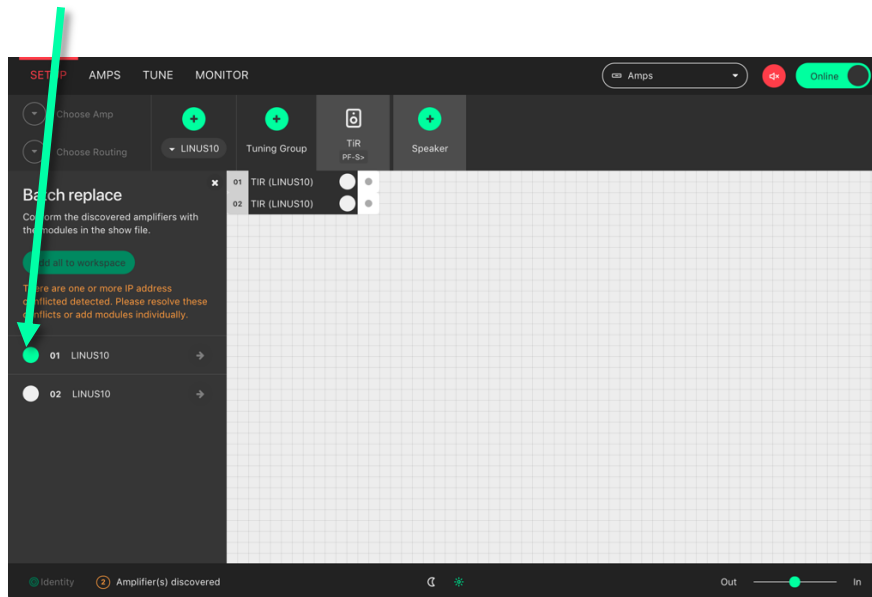 SETUP AMPS TUNE MONITOR Amps Online
Choose Amp
Choose Routing
LINUS10 Tuning Group TiR Speaker
PF-S>
Batch replace
Conform the discovered amplifiers with
the modules in the show file.
Add all to workspace
There are one or more IP address
conflicted detected. Please resolve these
conflicts or add modules individually.
01 LINUS10
02 LINUS10
01 TIR (LINUS10)
02 TIR (LINUS10)
Identity 2 Amplifier(s) discovered Out In